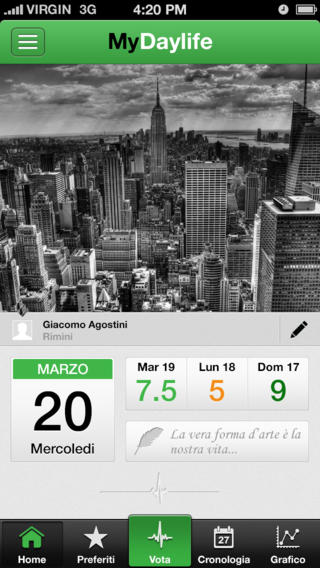 VIRGIN 3G 4:20 PM
MyDaylife
Giacomo Agostini
Rimini
MARZO
20
Mercoledi
Mar 19 Lun 18 Dom 17
7.5 5 9
La vera forma d'arte è la
nostra vita...
27
Home Preferiti Vota Cronologia Grafico